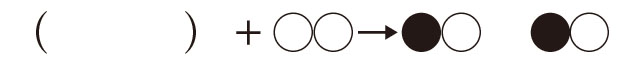 (        ) + →